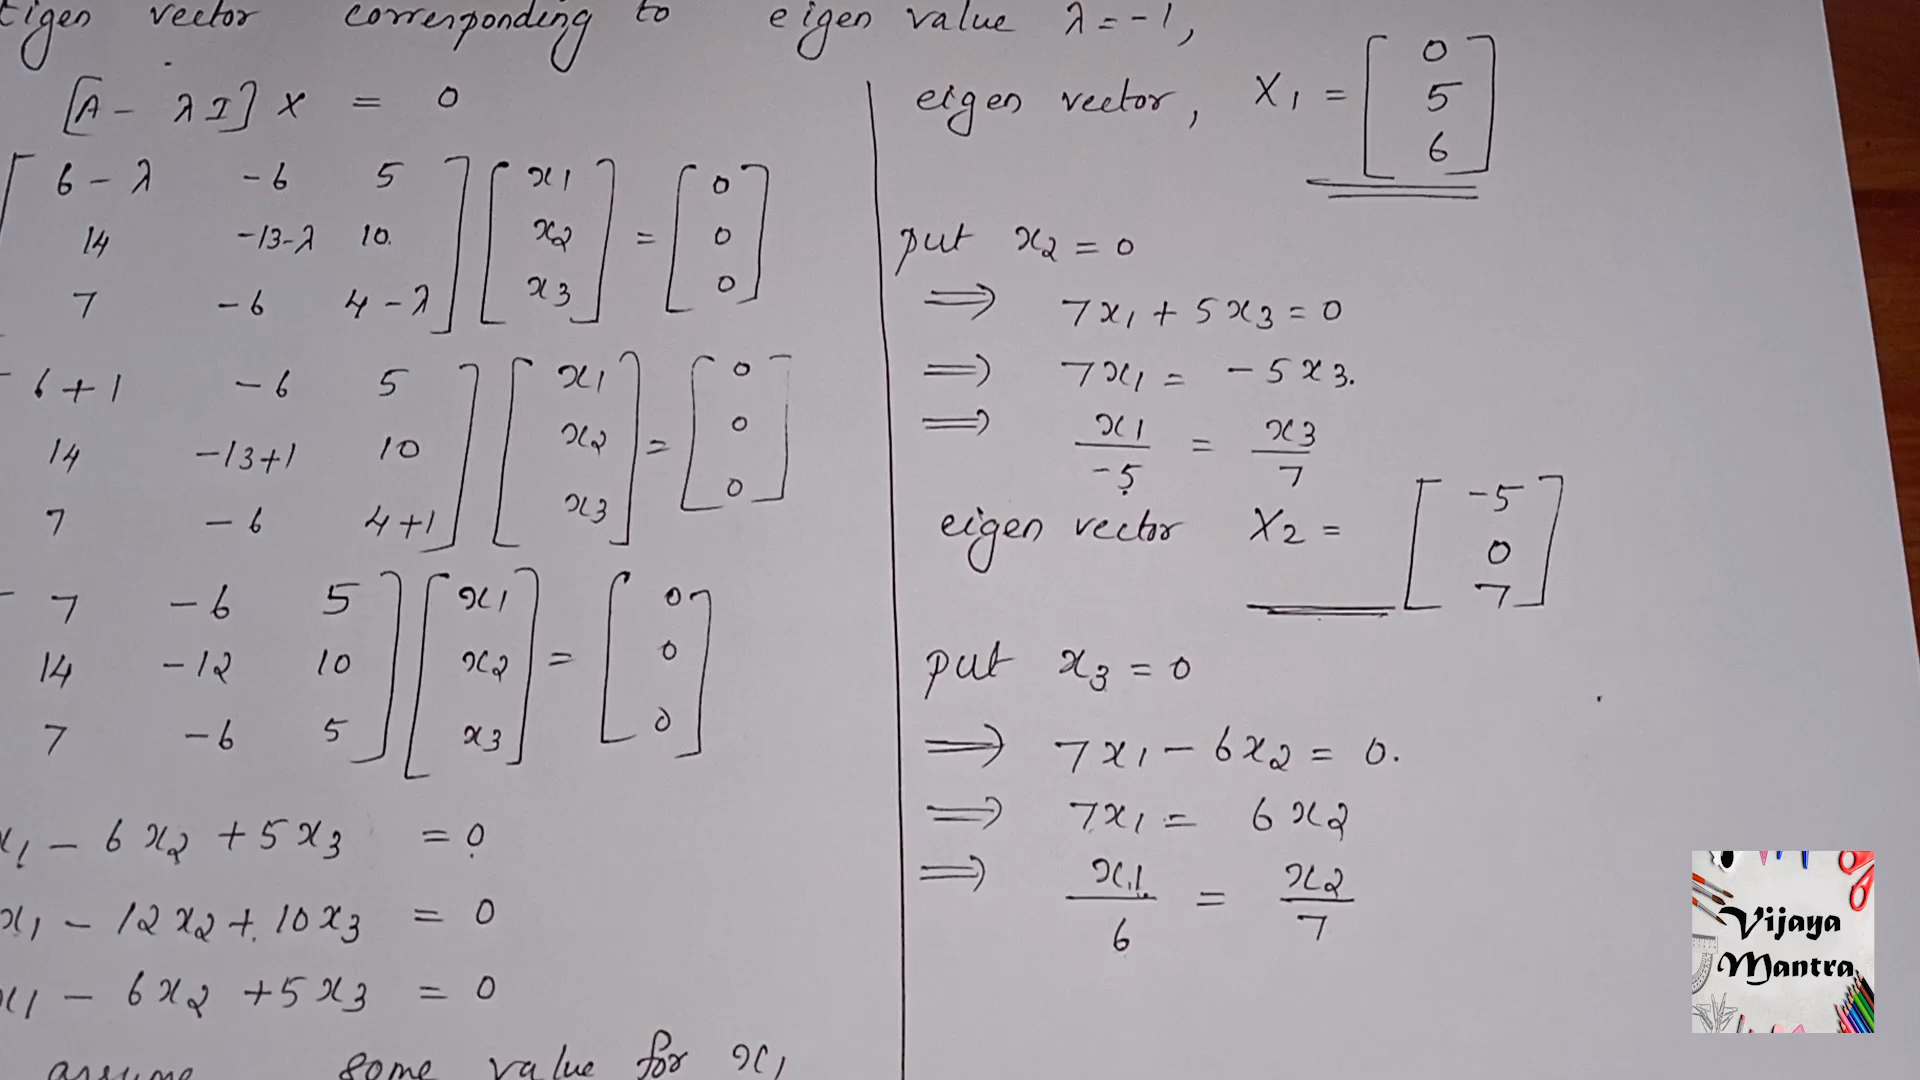 Eigen vector corresponding to eigen value λ = -1,
[A - λI] X = 0
[ 6-λ -6 5 ] [ x1 ] [ 0 ]
[ 14 -13-λ 10. ] [ x2 ] = [ 0 ]
[ 7 -6 4-λ ] [ x3 ] [ 0 ]
6+1 -6 5 ] [ x1 ] [ 0 ]
14 -13+1 10 ] [ x2 ] = [ 0 ]
7 -6 4+1 ] [ x3 ] [ 0 ]
7 -6 5 ] [ x1 ] [ 0 ]
14 -12 10 ] [ x2 ] = [ 0 ]
7 -6 5 ] [ x3 ] [ 0 ]
x1 - 6x2 + 5x3 = 0
x1 - 12x2 + 10x3 = 0
x1 - 6x2 + 5x3 = 0
assume some value for x1
eigen vector, X1 = [ 0 5 6 ]
put x2 = 0
⟹ 7x1 + 5x3 = 0
⟹ 7x1 = -5x3.
⟹ x1/-5 = x3/7
eigen vector X2 = [ -5 0 7 ]
put x3 = 0
⟹ 7x1 - 6x2 = 0.
⟹ 7x1 = 6x2
⟹ x1/6 = x2/7
Vijaya
Mantra